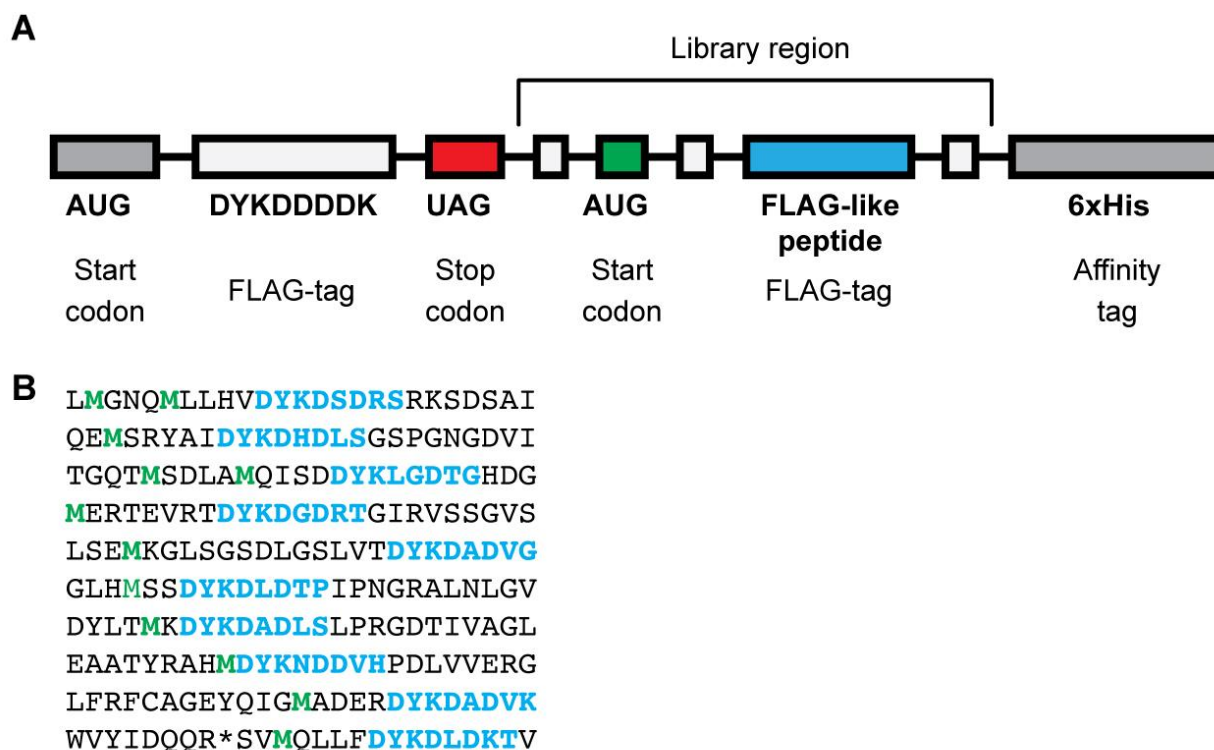 A
Library region
AUG DYKDDDDK UAG AUG FLAG-like peptide 6xHis
Start codon FLAG-tag Stop codon Start codon FLAG-tag Affinity tag
B
LMGNQMLLHVDYKDSDRSRKSDSAI
QEMSRYAIDYKDHDLSGSPGNGDVI
TGQTMSDLAMQISDDYKLGDTGHDG
MERTEVRTDYKDGDRTGIRVSSGVS
LSEMKGLSGSDLGSLVTDYKDADVG
GLHMSSDYKDLDTPIPNGRALNLGV
DYLTMKDYKDADLSLPRGDTIVAGL
EAATYRAHMDYKNDDVHPDLVVERG
LFRFCAGEYQIGMADERDYKDADVK
WVYIDQQR*SVMQLLFDYKDLDKTV